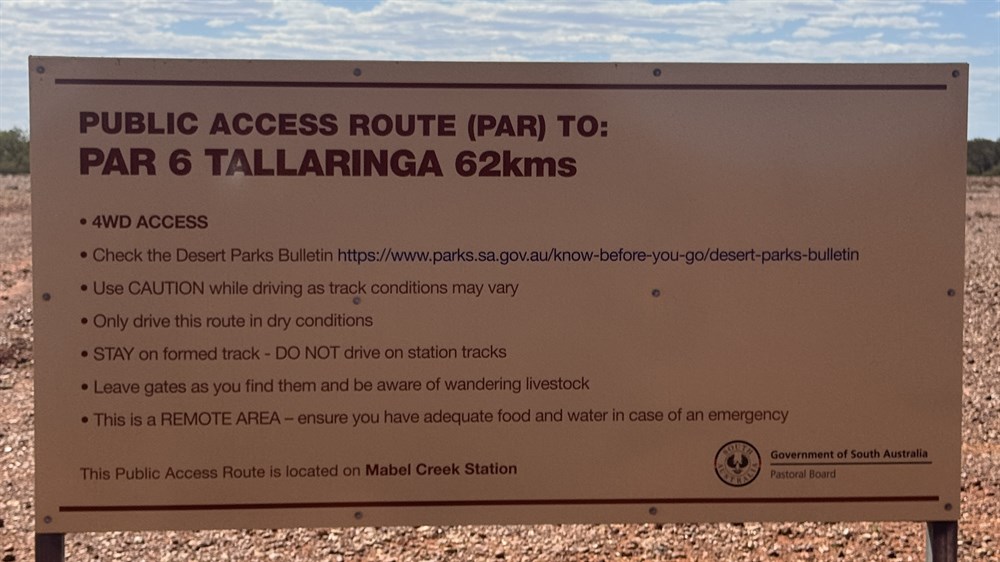 PUBLIC ACCESS ROUTE (PAR) TO:
PAR 6 TALLARINGA 62kms
• 4WD ACCESS
• Check the Desert Parks Bulletin https://www.parks.sa.gov.au/know-before-you-go/desert-parks-bulletin
• Use CAUTION while driving as track conditions may vary
• Only drive this route in dry conditions
• STAY on formed track - DO NOT drive on station tracks
• Leave gates as you find them and be aware of wandering livestock
• This is a REMOTE AREA – ensure you have adequate food and water in case of an emergency
This Public Access Route is located on Mabel Creek Station
SOUTH AUSTRALIA
Government of South Australia
Pastoral Board